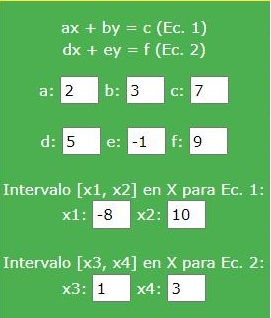 ax + by = c (Ec. 1)
dx + ey = f (Ec. 2)
a: 2 b: 3 c: 7
d: 5 e: -1 f: 9
Intervalo [x1, x2] en X para Ec. 1:
x1: -8 x2: 10
Intervalo [x3, x4] en X para Ec. 2:
x3: 1 x4: 3